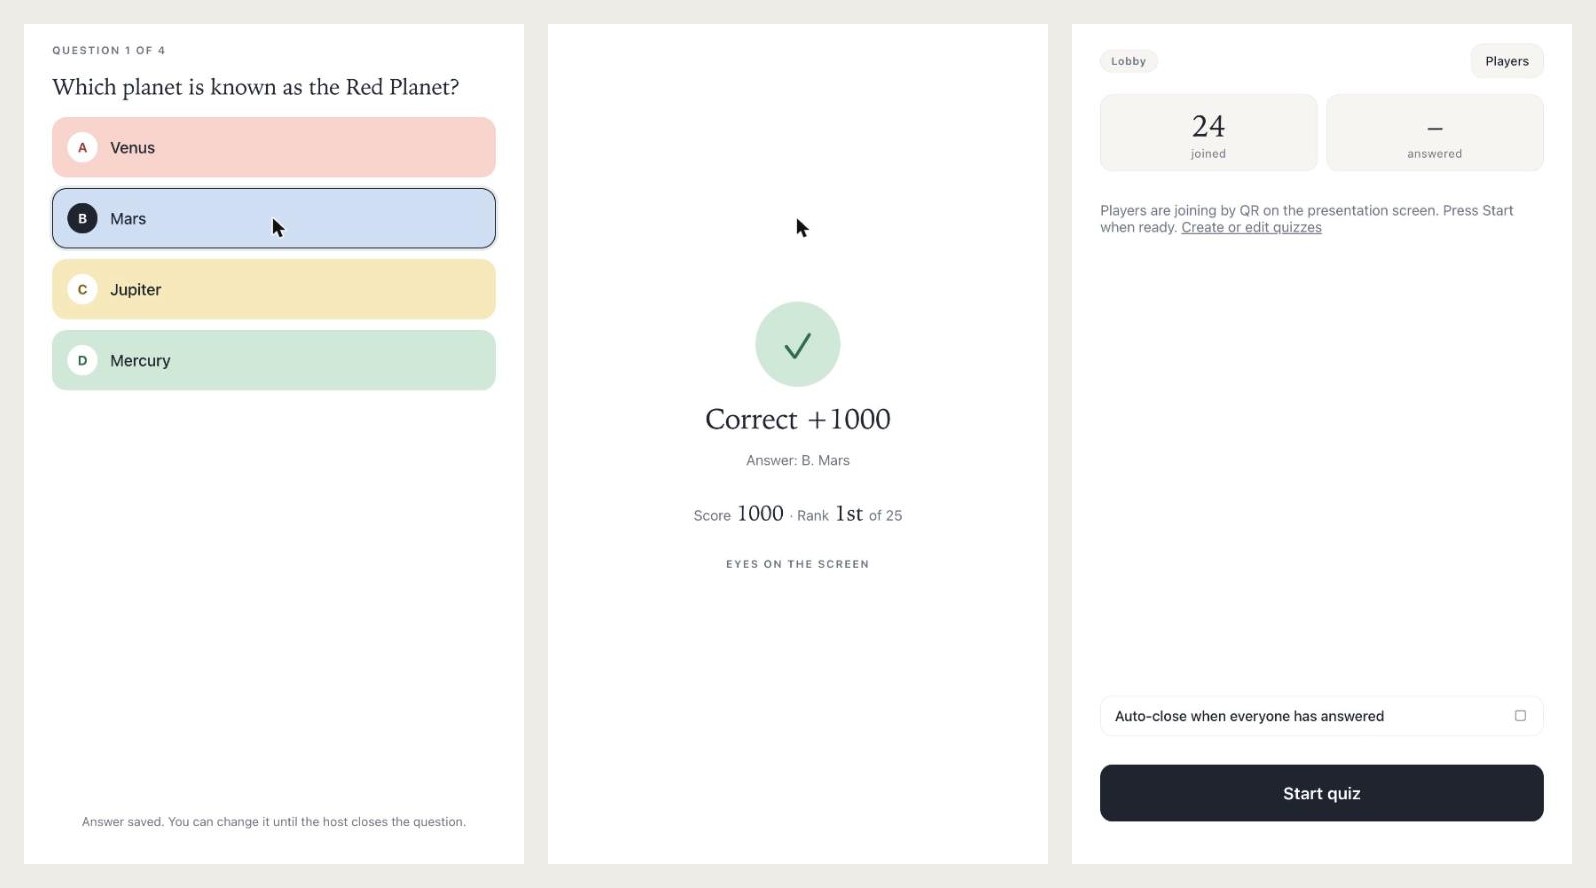 QUESTION 1 OF 4
Which planet is known as the Red Planet?
A Venus
B Mars
C Jupiter
D Mercury
Answer saved. You can change it until the host closes the question.
Correct +1000
Answer: B. Mars
Score 1000 · Rank 1st of 25
EYES ON THE SCREEN
Lobby
Players
24
joined
–
answered
Players are joining by QR on the presentation screen. Press Start
when ready. Create or edit quizzes
Auto-close when everyone has answered
Start quiz